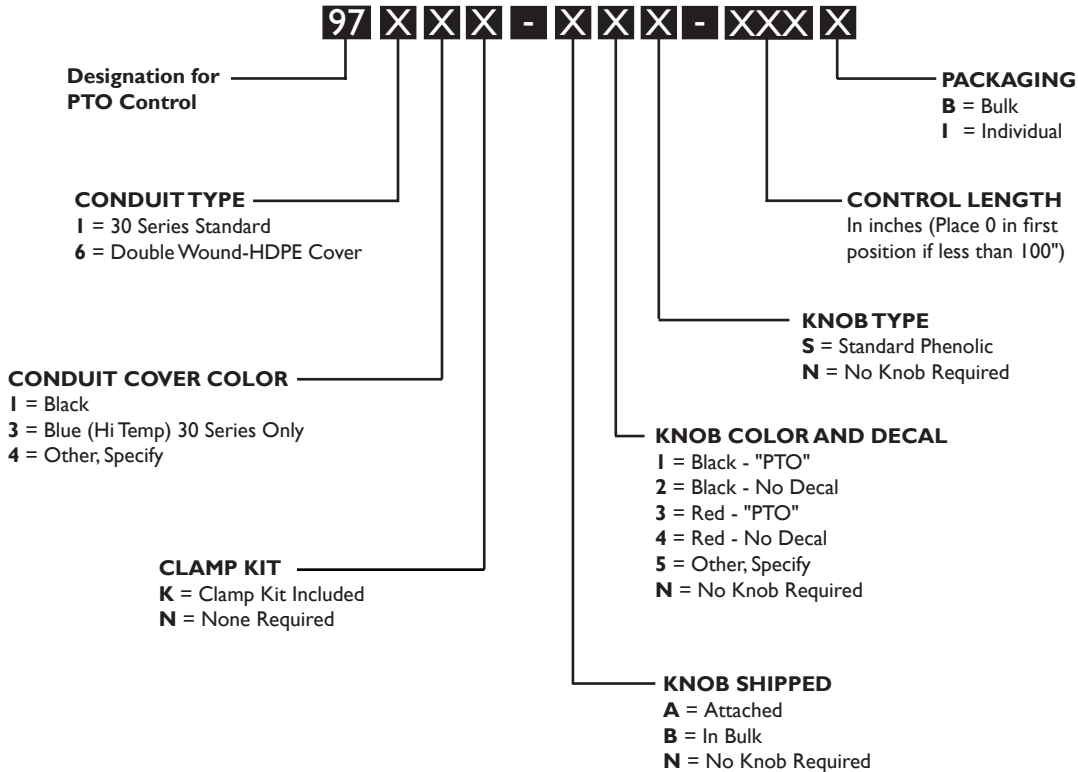 97 X X X - X X X - XXX X
Designation for
PTO Control
PACKAGING
B = Bulk
I = Individual
CONDUIT TYPE
1 = 30 Series Standard
6 = Double Wound-HDPE Cover
CONTROL LENGTH
In inches (Place 0 in first
position if less than 100")
KNOB TYPE
S = Standard Phenolic
N = No Knob Required
CONDUIT COVER COLOR
1 = Black
3 = Blue (Hi Temp) 30 Series Only
4 = Other, Specify
KNOB COLOR AND DECAL
1 = Black - "PTO"
2 = Black - No Decal
3 = Red - "PTO"
4 = Red - No Decal
5 = Other, Specify
N = No Knob Required
CLAMP KIT
K = Clamp Kit Included
N = None Required
KNOB SHIPPED
A = Attached
B = In Bulk
N = No Knob Required